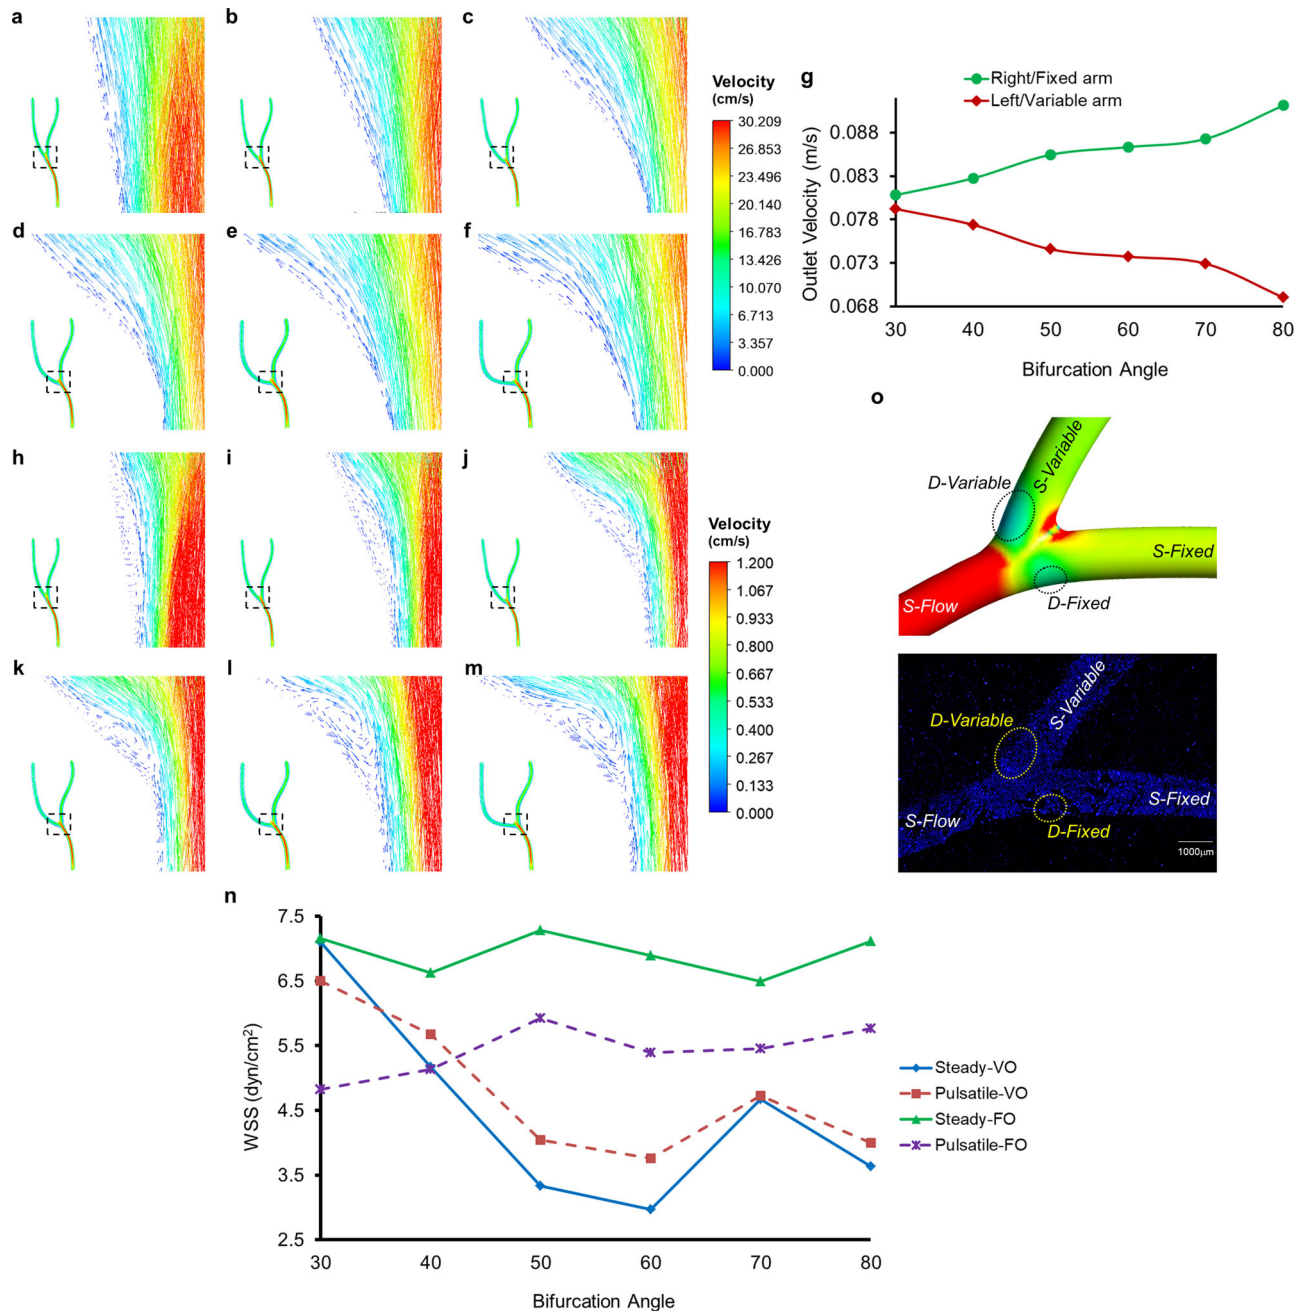 a
b
c
Velocity
(cm/s)
30.209
26.853
23.496
20.140
16.783
13.426
10.070
6.713
3.357
0.000
d
e
f
g
Right/Fixed arm
Left/Variable arm
Outlet Velocity (m/s)
0.088
0.083
0.078
0.073
0.068
30 40 50 60 70 80
Bifurcation Angle
h
i
j
Velocity
(cm/s)
1.200
1.067
0.933
0.800
0.667
0.533
0.400
0.267
0.133
0.000
k
l
m
o
D-Variable
S-Variable
S-Fixed
S-Flow
D-Fixed
D-Variable
S-Variable
S-Fixed
S-Flow
D-Fixed
1000µm
n
WSS (dyn/cm²)
7.5
6.5
5.5
4.5
3.5
2.5
30 40 50 60 70 80
Bifurcation Angle
Steady-VO
Pulsatile-VO
Steady-FO
Pulsatile-FO